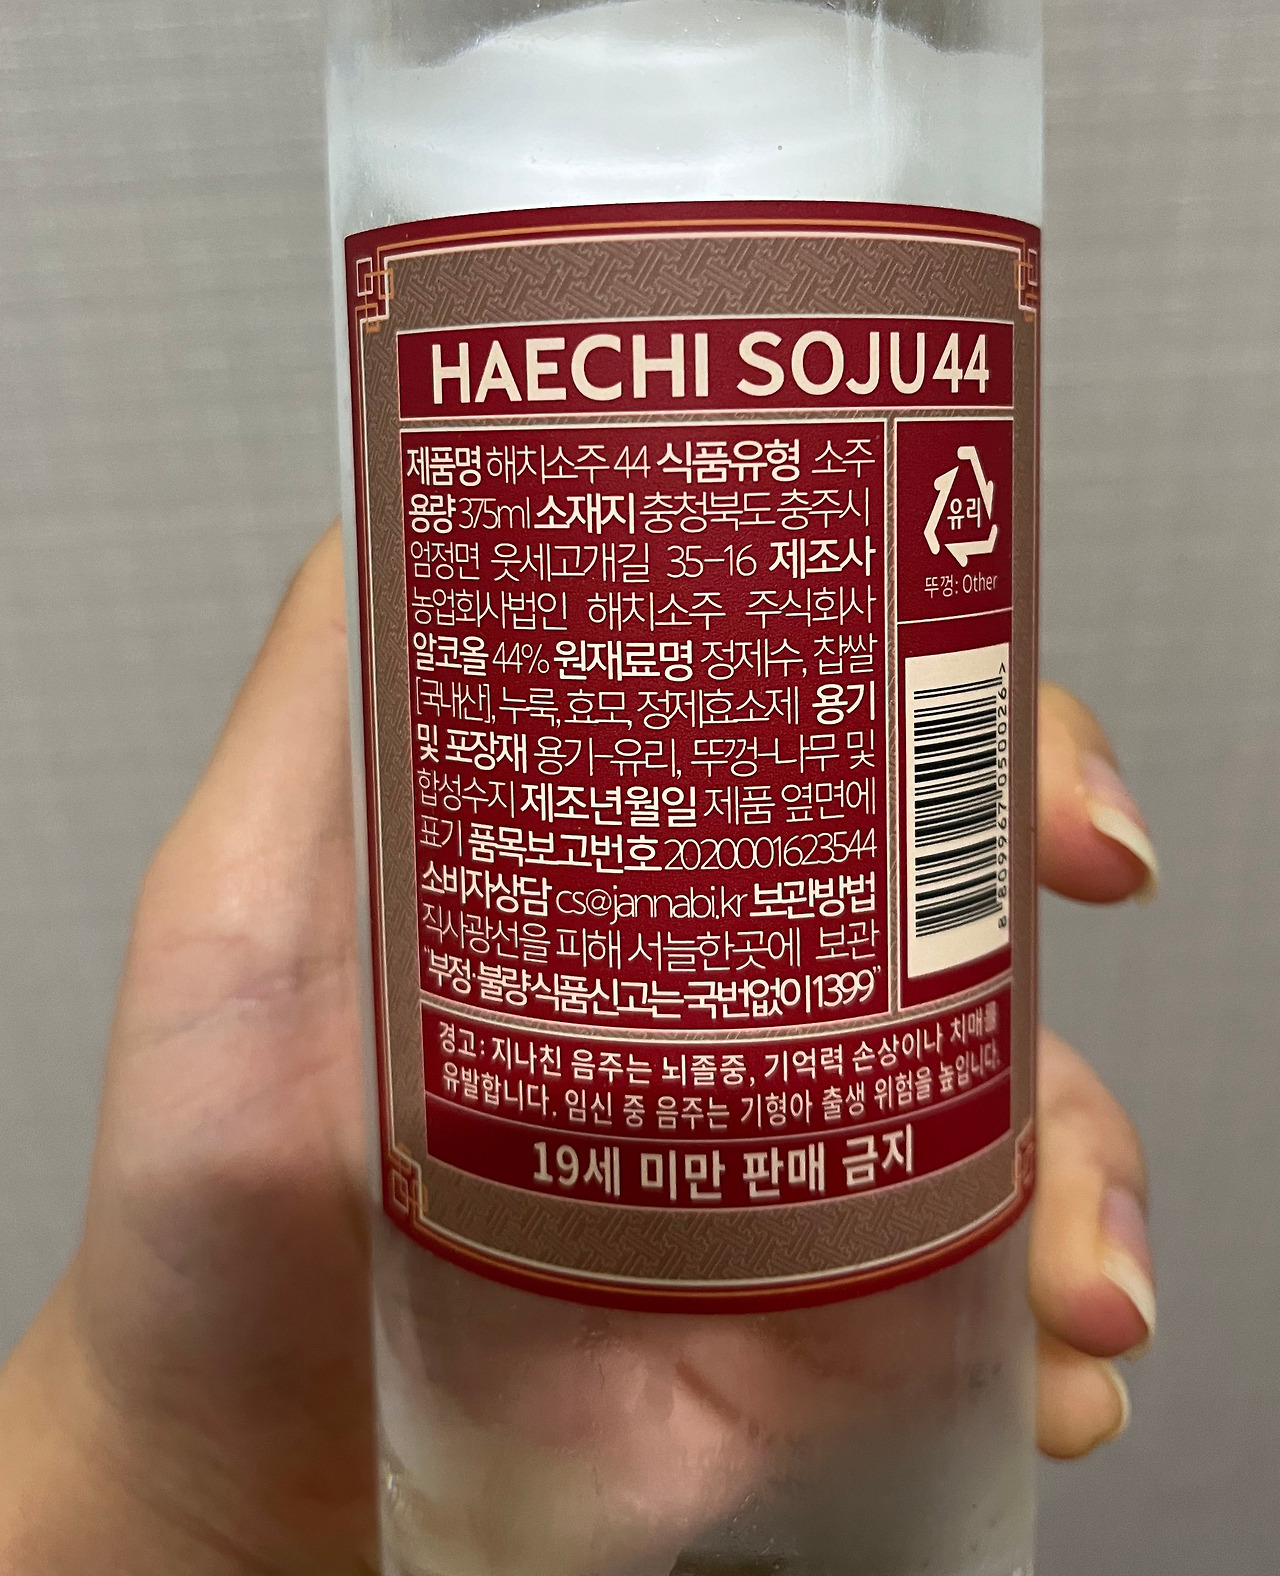 HAECHI SOJU44
제품명 해치소주 44 식품유형 소주
용량 375ml 소재지 충청북도 충주시
엄정면 웃세고개길 35-16 제조사
농업회사법인 해치소주 주식회사
알코올 44% 원재료명 정제수, 찹쌀
[국내산], 누룩, 효모, 정제효소제 용기
및 포장재 용기-유리, 뚜껑-나무 및
합성수지 제조년월일 제품 옆면에
표기 품목보고번호 2020001623544
소비자상담 cs@jannabi.kr 보관방법
직사광선을 피해 서늘한곳에 보관
"부정·불량식품신고는 국번없이 1399"
유리
뚜껑: Other
8 809967 050026 >
경고: 지나친 음주는 뇌졸중, 기억력 손상이나 치매를
유발합니다. 임신 중 음주는 기형아 출생 위험을 높입니다.
19세 미만 판매 금지